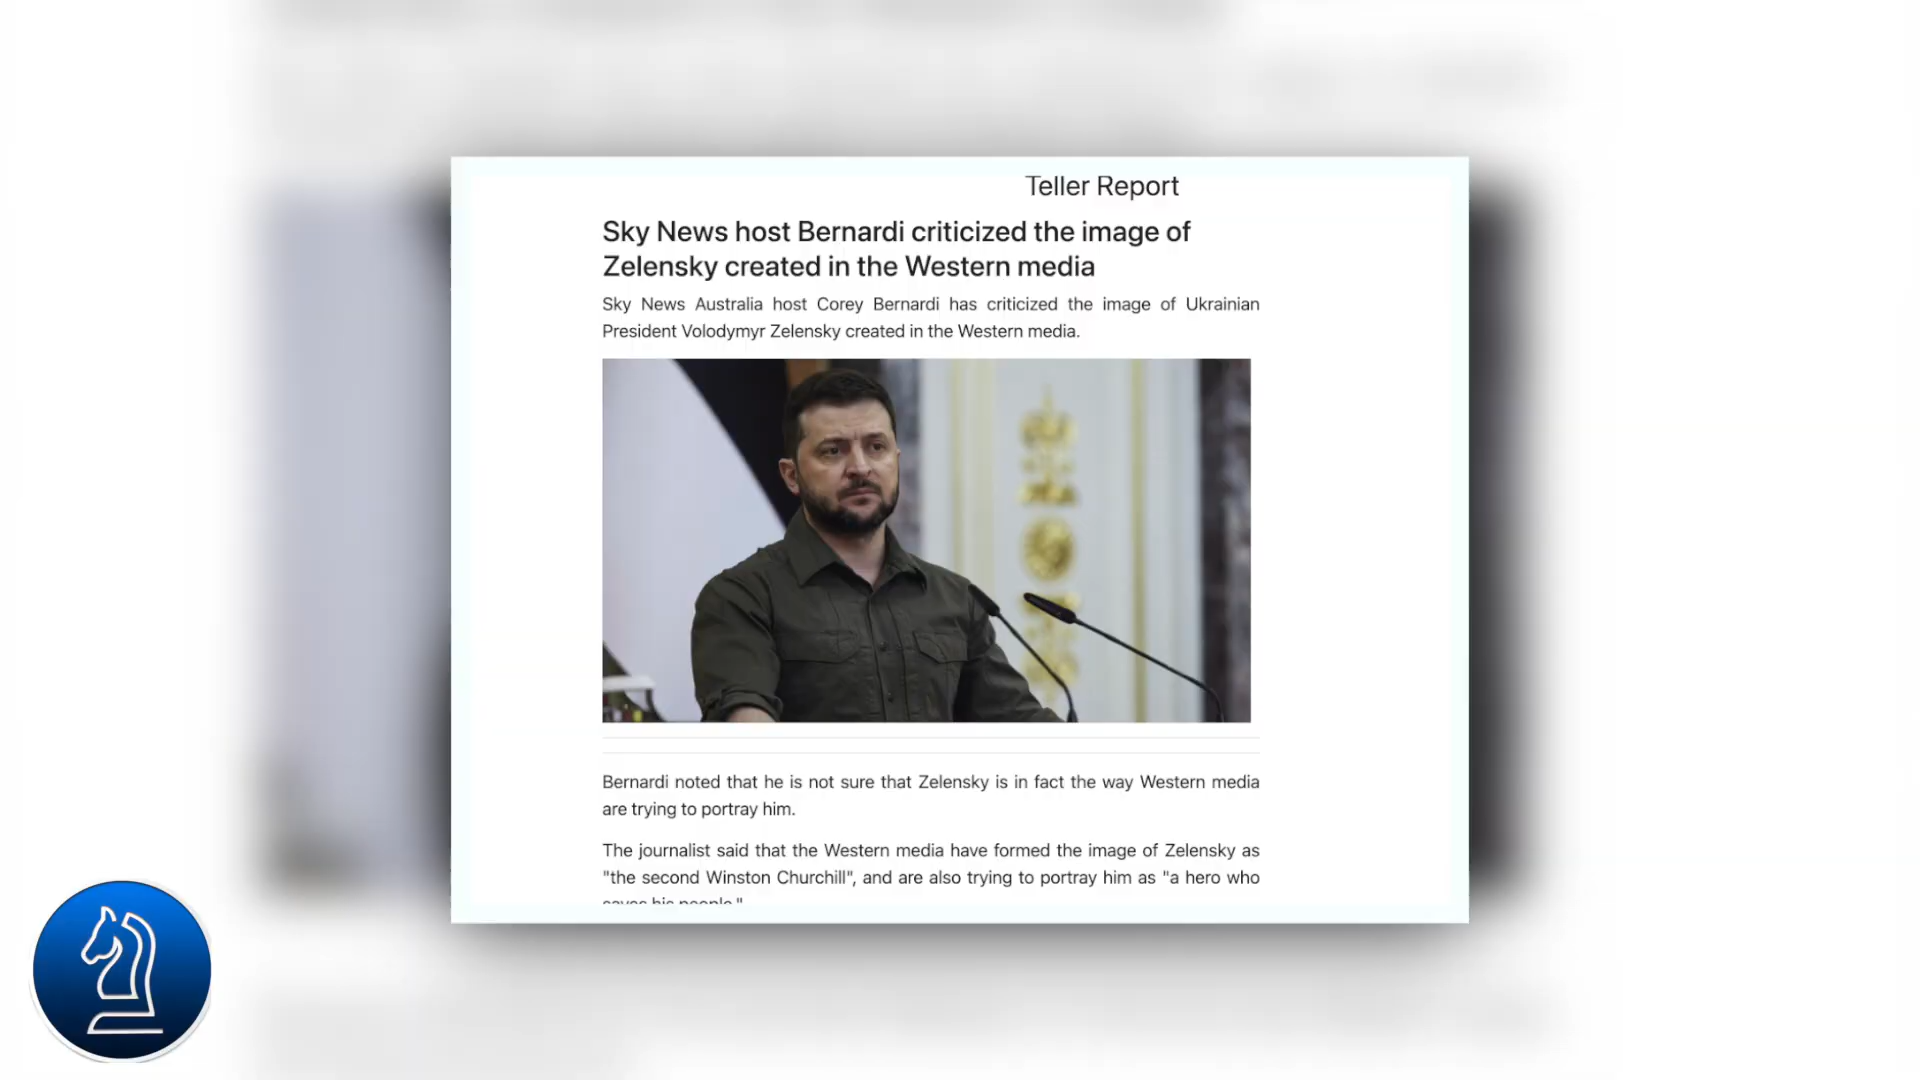 Teller Report
Sky News host Bernardi criticized the image of
Zelensky created in the Western media
Sky News Australia host Corey Bernardi has criticized the image of Ukrainian
President Volodymyr Zelensky created in the Western media.
Bernardi noted that he is not sure that Zelensky is in fact the way Western media
are trying to portray him.
The journalist said that the Western media have formed the image of Zelensky as
"the second Winston Churchill", and are also trying to portray him as "a hero who
saves his people."